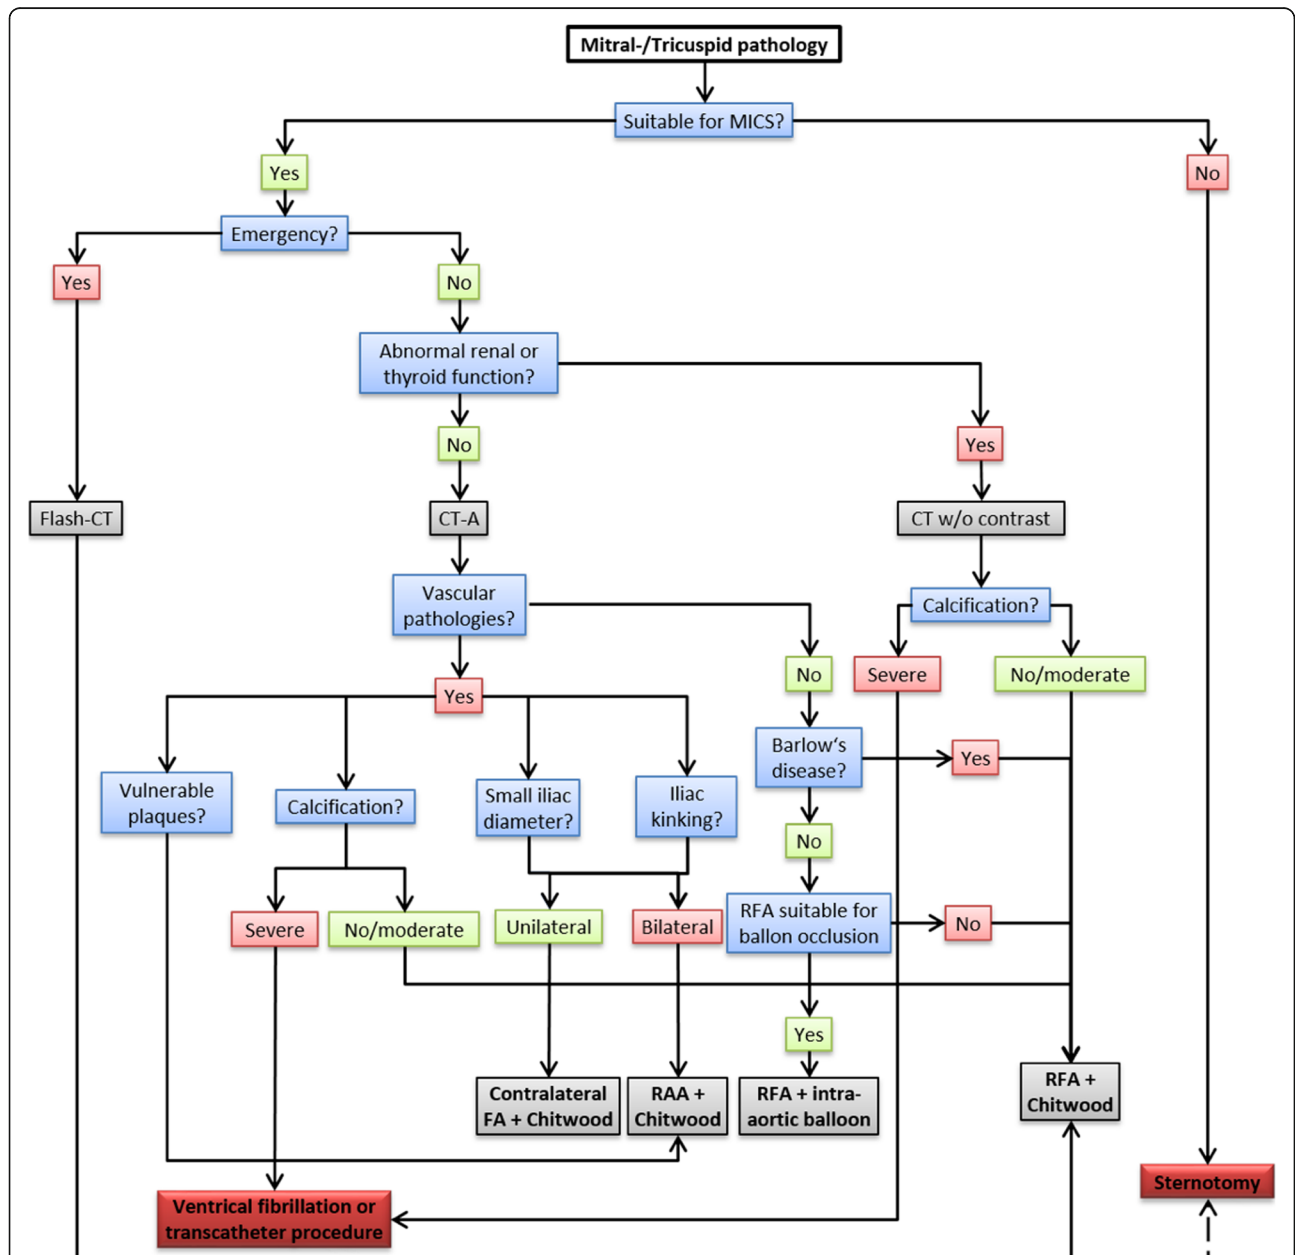 Mitral-/Tricuspid pathology
Suitable for MICS?
Yes
No
Emergency?
Yes
No
Abnormal renal or
thyroid function?
No
Yes
Flash-CT
CT-A
CT w/o contrast
Vascular
pathologies?
Calcification?
Yes
No
Severe
No/moderate
Vulnerable
plaques?
Calcification?
Small iliac
diameter?
Iliac
kinking?
Barlow‘s
disease?
Yes
No
Severe
No/moderate
Unilateral
Bilateral
RFA suitable for
ballon occlusion
No
Yes
Contralateral
FA + Chitwood
RAA +
Chitwood
RFA + intra-
aortic balloon
RFA +
Chitwood
Ventrical fibrillation or
transcatheter procedure
Sternotomy